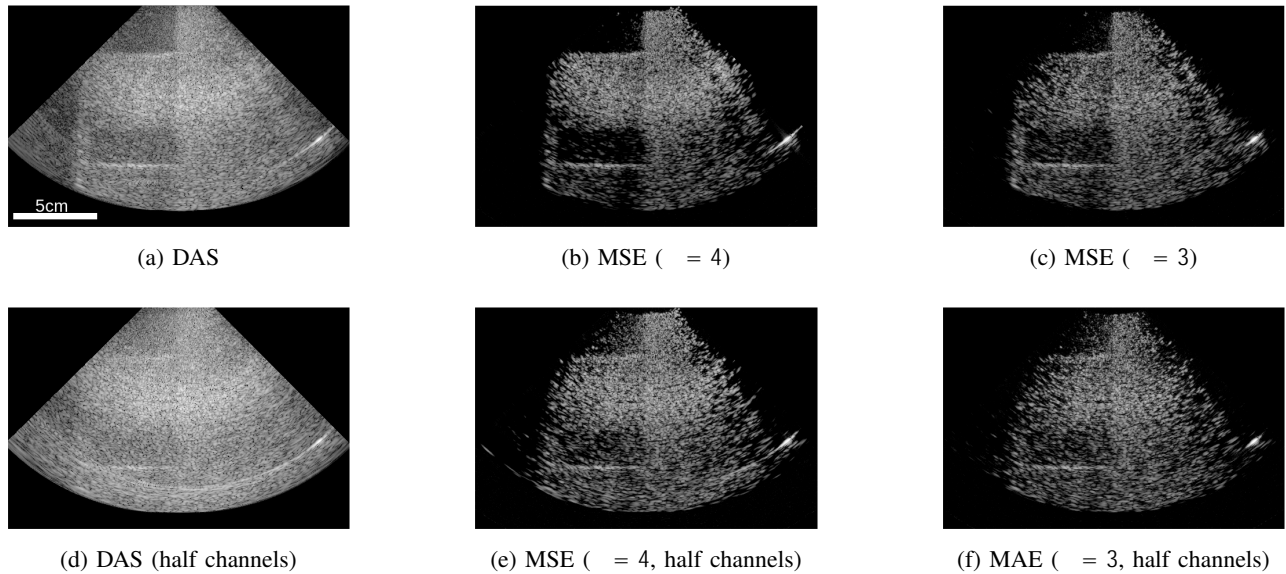 5cm
(a) DAS
(b) MSE ( = 4)
(c) MSE ( = 3)
(d) DAS (half channels)
(e) MSE ( = 4, half channels)
(f) MAE ( = 3, half channels)